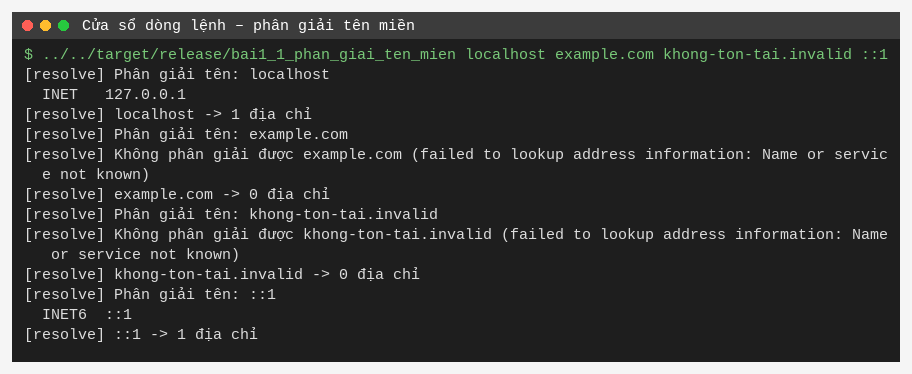 Cửa sổ dòng lệnh – phân giải tên miền
$ ../../target/release/bai1_1_phan_giai_ten_mien localhost example.com khong-ton-tai.invalid ::1
[resolve] Phân giải tên: localhost
  INET   127.0.0.1
[resolve] localhost -> 1 địa chỉ
[resolve] Phân giải tên: example.com
[resolve] Không phân giải được example.com (failed to lookup address information: Name or servic
  e not known)
[resolve] example.com -> 0 địa chỉ
[resolve] Phân giải tên: khong-ton-tai.invalid
[resolve] Không phân giải được khong-ton-tai.invalid (failed to lookup address information: Name
   or service not known)
[resolve] khong-ton-tai.invalid -> 0 địa chỉ
[resolve] Phân giải tên: ::1
  INET6  ::1
[resolve] ::1 -> 1 địa chỉ